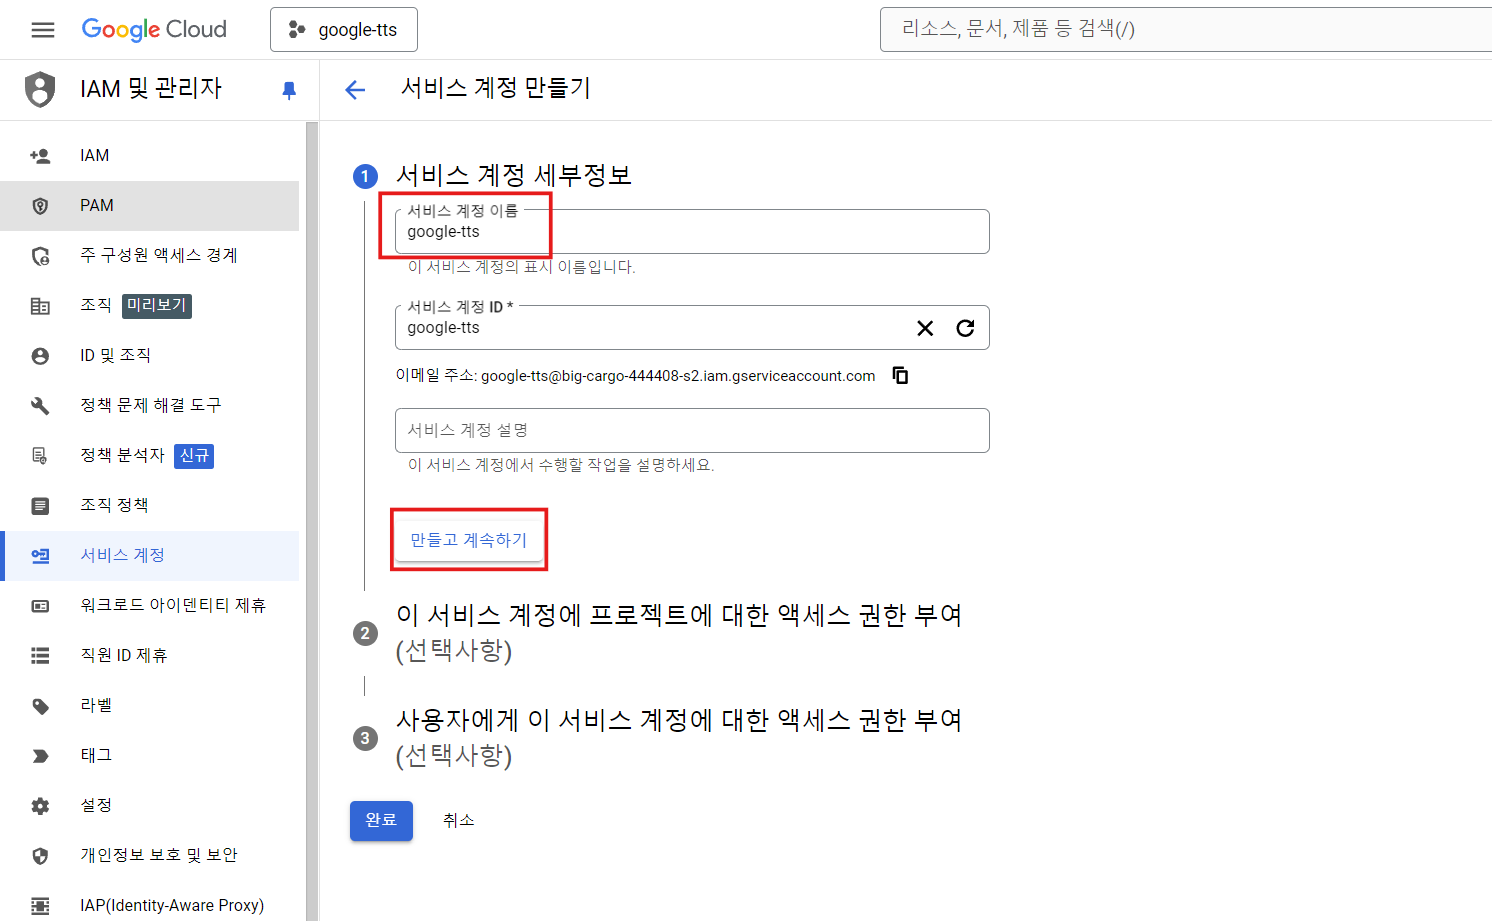 Google Cloud
google-tts
리소스, 문서, 제품 등 검색(/)
IAM 및 관리자
서비스 계정 만들기
IAM
PAM
주 구성원 액세스 경계
조직 미리보기
ID 및 조직
정책 문제 해결 도구
정책 분석자 신규
조직 정책
서비스 계정
워크로드 아이덴티티 제휴
직원 ID 제휴
라벨
태그
설정
개인정보 보호 및 보안
IAP(Identity-Aware Proxy)
1 서비스 계정 세부정보
서비스 계정 이름
google-tts
이 서비스 계정의 표시 이름입니다.
서비스 계정 ID *
google-tts
이메일 주소: google-tts@big-cargo-444408-s2.iam.gserviceaccount.com
서비스 계정 설명
이 서비스 계정에서 수행할 작업을 설명하세요.
만들고 계속하기
2 이 서비스 계정에 프로젝트에 대한 액세스 권한 부여
(선택사항)
3 사용자에게 이 서비스 계정에 대한 액세스 권한 부여
(선택사항)
완료 취소